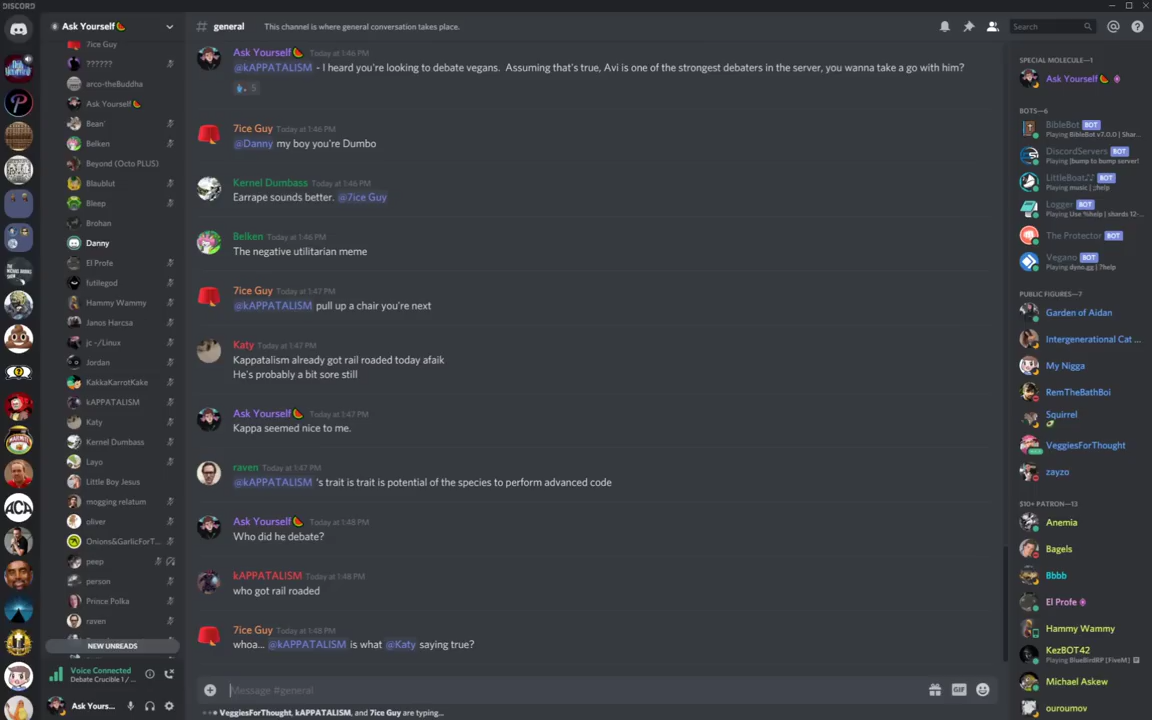 DISCORD
Ask Yourself🍉
7ice Guy
??????
arco-theBuddha
Ask Yourself🍉
Bean`
Belken
Beyond (Octo PLUS)
Blaublut
Bleep
Brohan
Danny
El Profe
futilegod
Hammy Wammy
Janos Harcsa
jc ~/Linux
Jordan
KakkaKarrotKake
kAPPATALISM
Katy
Kernel Dumbass
Layo
Little Boy Jesus
mogging relatum
oliver
Onions&GarlicForT...
peep
person
Prince Polka
raven
NEW UNREADS
Voice Connected
Debate Crucible 1 / ...
Ask Yours...
# general
This channel is where general conversation takes place.
Search
Ask Yourself🍉 Today at 1:46 PM
@kAPPATALISM - I heard you're looking to debate vegans. Assuming that's true, Avi is one of the strongest debaters in the server, you wanna take a go with him?
5
7ice Guy Today at 1:46 PM
@Danny my boy you're Dumbo
Kernel Dumbass Today at 1:46 PM
Earrape sounds better. @7ice Guy
Belken Today at 1:46 PM
The negative utilitarian meme
7ice Guy Today at 1:47 PM
@kAPPATALISM pull up a chair you're next
Katy Today at 1:47 PM
Kappatalism already got rail roaded today afaik
He's probably a bit sore still
Ask Yourself🍉 Today at 1:47 PM
Kappa seemed nice to me.
raven Today at 1:47 PM
@kAPPATALISM 's trait is trait is potential of the species to perform advanced code
Ask Yourself🍉 Today at 1:48 PM
Who did he debate?
kAPPATALISM Today at 1:48 PM
who got rail roaded
7ice Guy Today at 1:48 PM
whoa... @kAPPATALISM is what @Katy saying true?
Message #general
GIF
VeggiesForThought, kAPPATALISM, and 7ice Guy are typing...
SPECIAL MOLECULE—1
Ask Yourself🍉
BOTS—6
BibleBot BOT
Playing BibleBot v7.0.0 | Shar...
DiscordServers BOT
Playing !bump to bump server!
LittleBoat🎶 BOT
Playing music | ;help
Logger BOT
Playing Use %help | shards 12-...
The Protector BOT
Vegano BOT
Playing dyno.gg | ?help
PUBLIC FIGURES—7
Garden of Aidan
Intergenerational Cat ...
My Nigga
RemTheBathBoi
Squirrel
🥑
VeggiesForThought
zayzo
$10+ PATRON—13
Anemia
Bagels
Bbbb
El Profe
Hammy Wammy
KezBOT42
Playing BlueBirdRP [FiveM]
Michael Askew
ouroumov
ACA